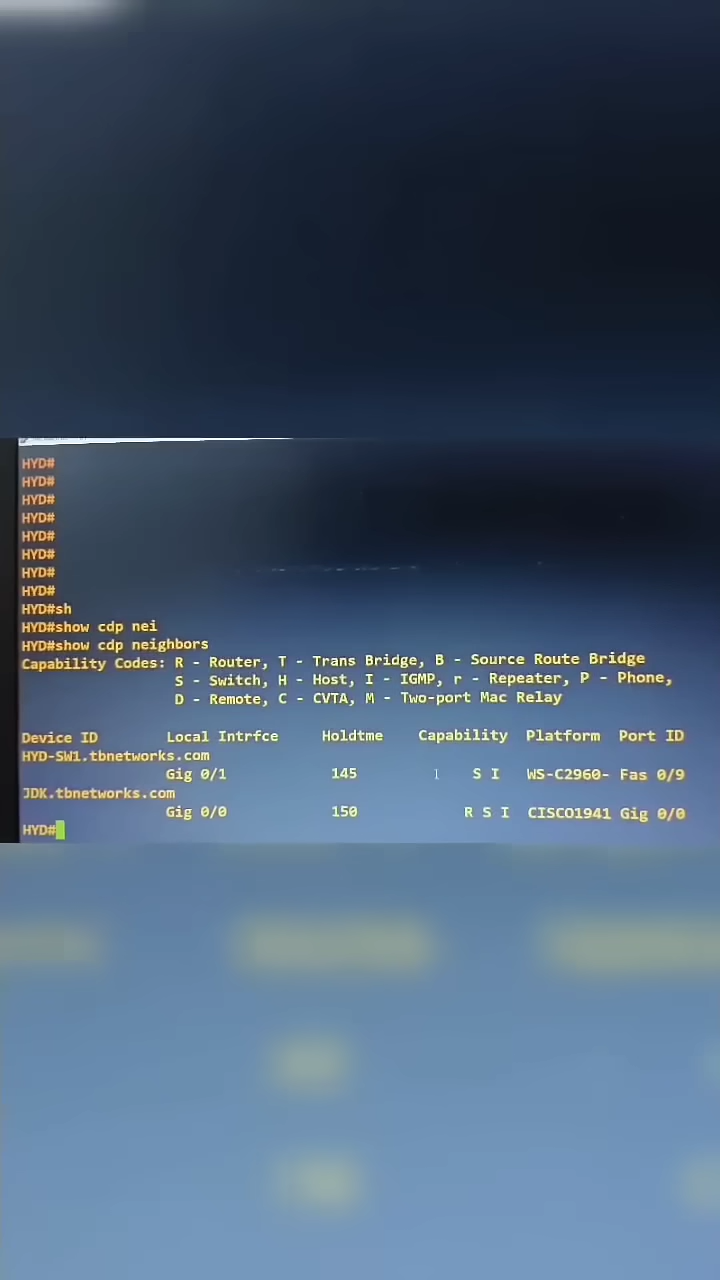 HYD#
HYD#
HYD#
HYD#
HYD#
HYD#
HYD#
HYD#
HYD#sh
HYD#show cdp nei
HYD#show cdp neighbors
Capability Codes: R - Router, T - Trans Bridge, B - Source Route Bridge
S - Switch, H - Host, I - IGMP, r - Repeater, P - Phone,
D - Remote, C - CVTA, M - Two-port Mac Relay
Device ID Local Intrfce Holdtme Capability Platform Port ID
HYD-SW1.tbnetworks.com
Gig 0/1 145 S I WS-C2960- Fas 0/9
JDK.tbnetworks.com
Gig 0/0 150 R S I CISCO1941 Gig 0/0
HYD#